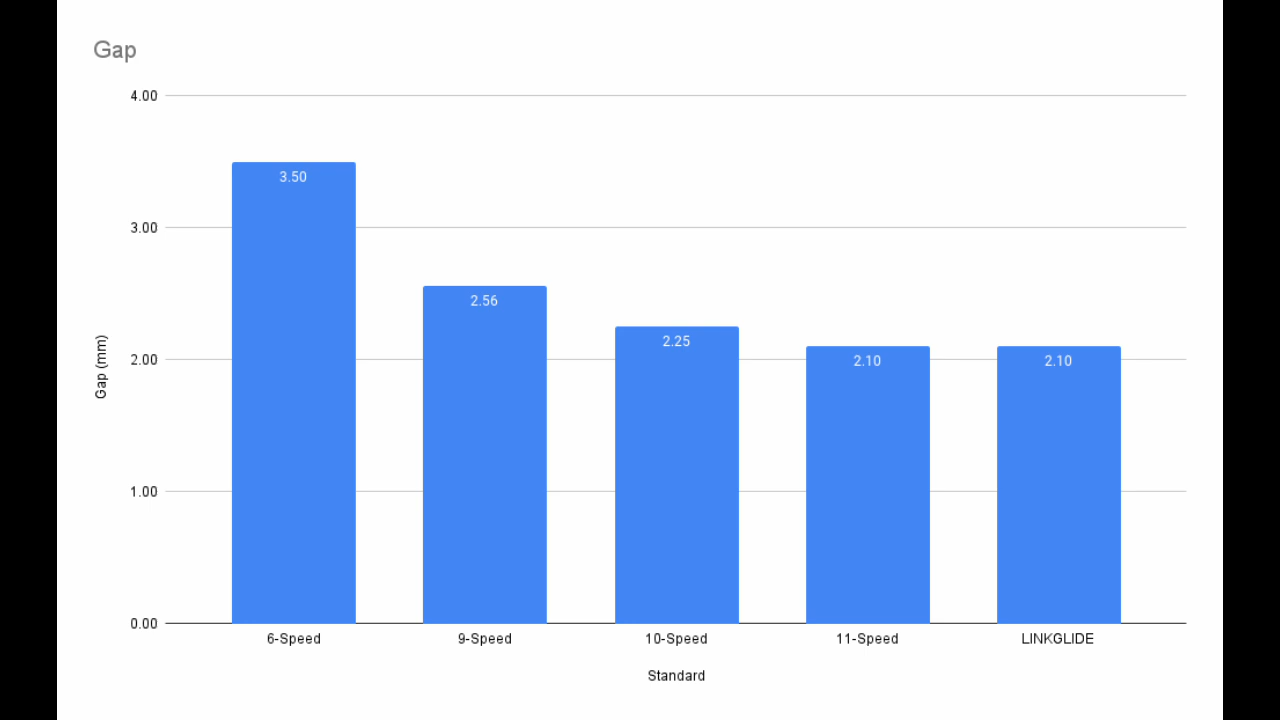 Gap
4.00
3.00
2.00
1.00
0.00
Gap (mm)
3.50
2.56
2.25
2.10
2.10
6-Speed
9-Speed
10-Speed
11-Speed
LINKGLIDE
Standard